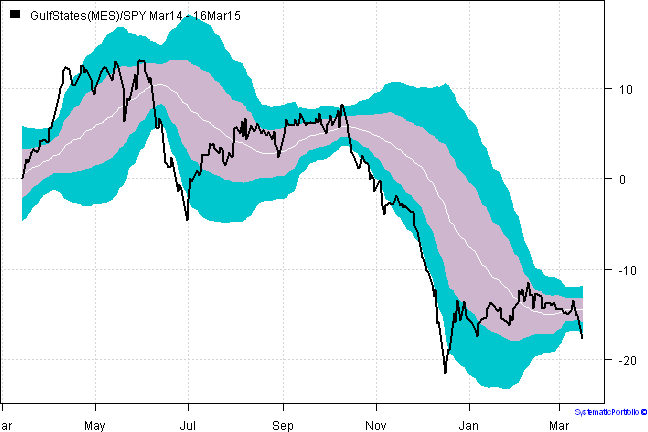 GulfStates(MES)/SPY Mar14 - 16Mar15
10
0
-10
-20
ar May Jul Sep Nov Jan Mar
SystematicPortfolio ©